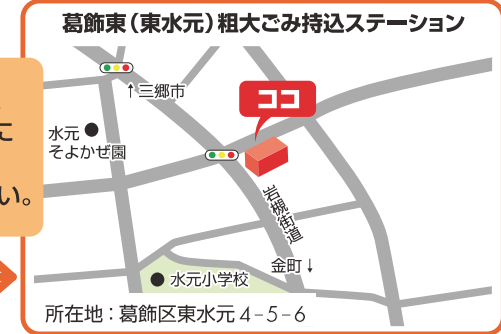 葛飾東（東水元）粗大ごみ持込ステーション
↑三郷市
ココ
に
水元
そよかぜ園
い。
岩槻街道
金町↓
水元小学校
所在地：葛飾区東水元4-5-6